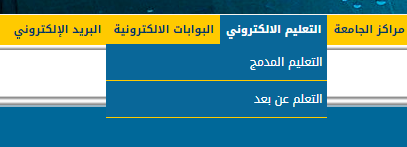 مراكز الجامعة التعليم الالكتروني البوابات الالكترونية البريد الإلكتروني
التعليم المدمج
التعلم عن بعد